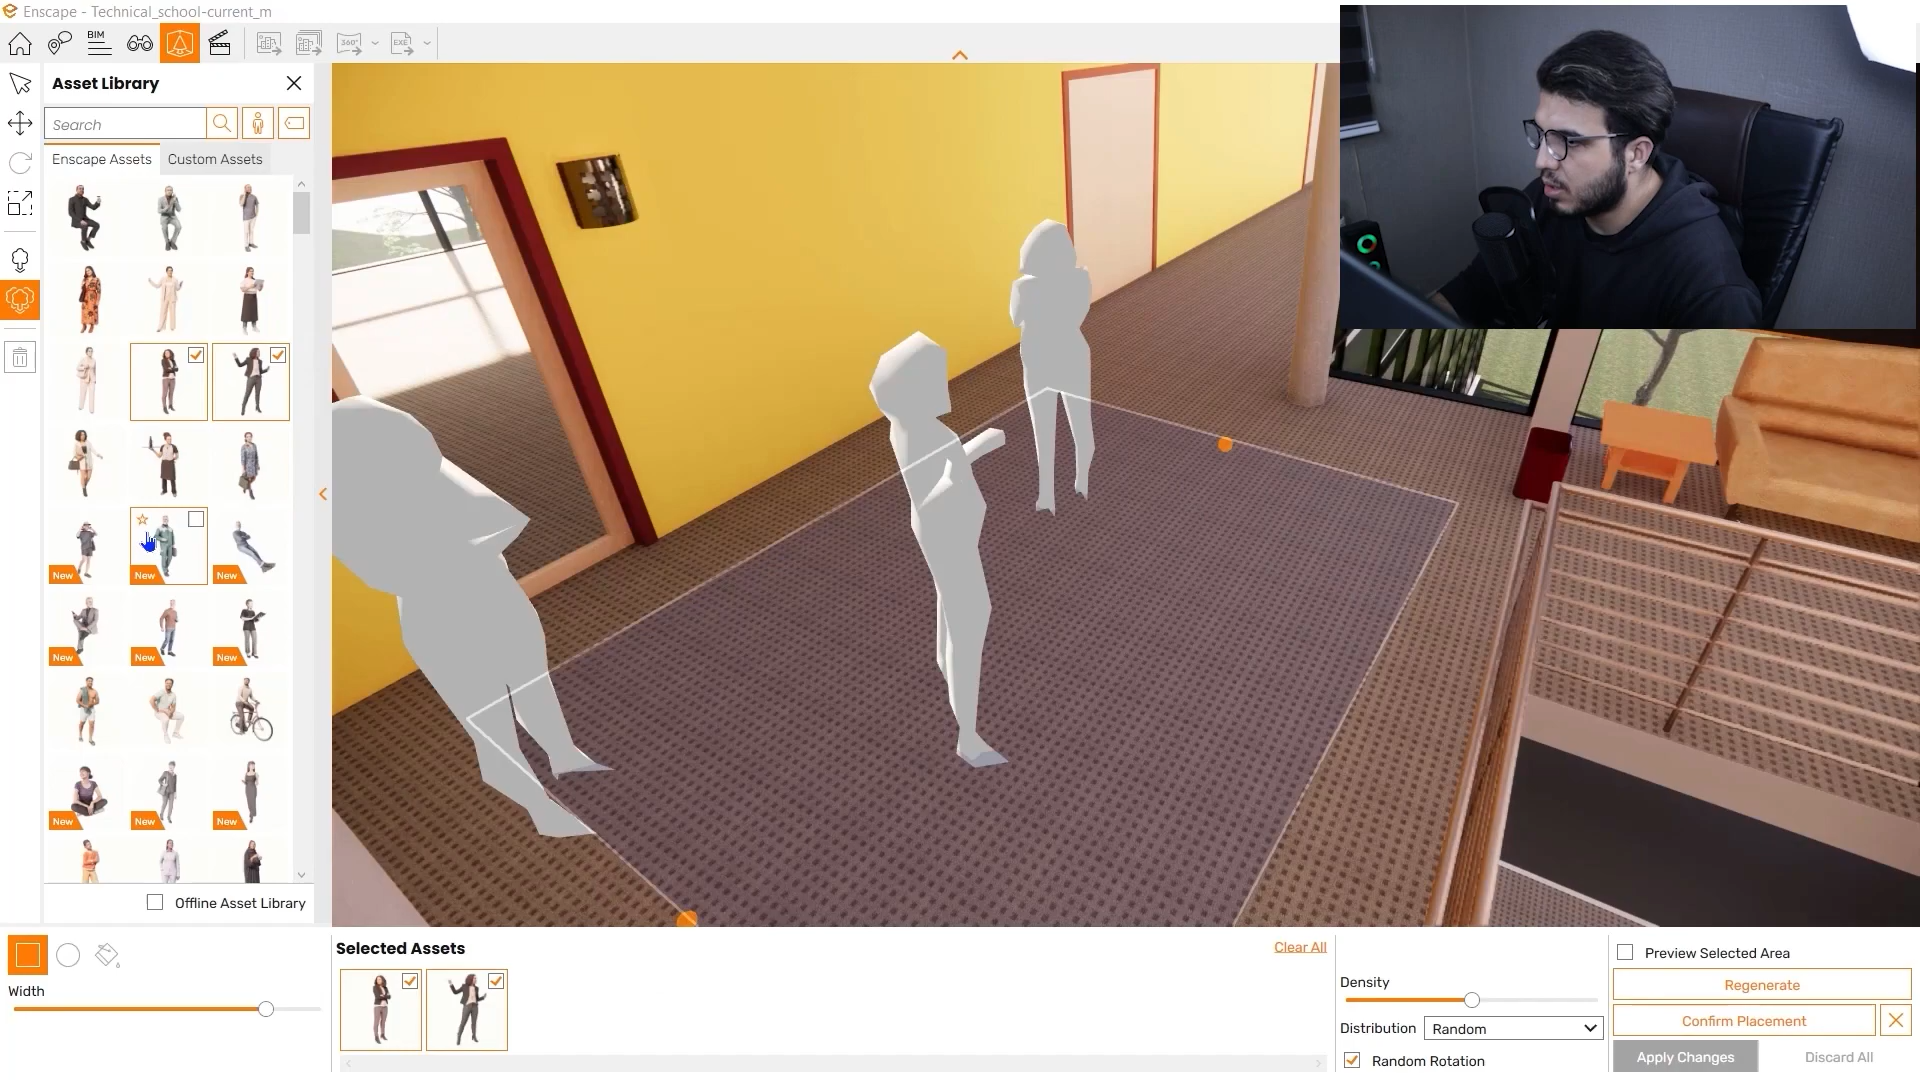 Enscape - Technical_school-current_m
BIM
360°
EXE
Asset Library
Search
Enscape Assets
Custom Assets
New
New
New
New
New
New
New
New
New
Offline Asset Library
Width
Selected Assets
Clear All
Density
Distribution
Random
Random Rotation
Preview Selected Area
Regenerate
Confirm Placement
Apply Changes
Discard All